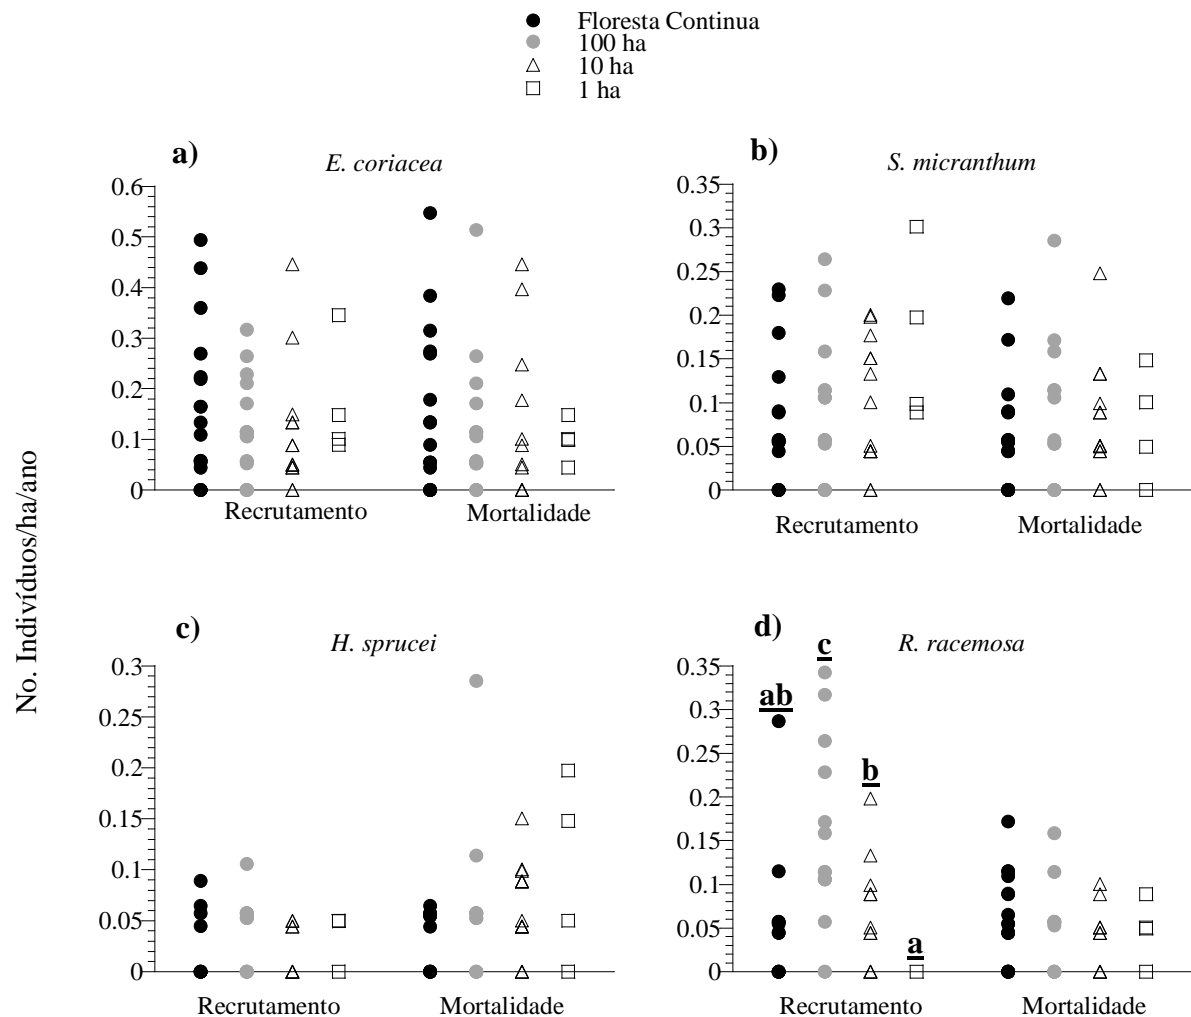 Floresta Continua
100 ha
10 ha
1 ha
No. Indivíduos/ha/ano
a)
E. coriacea
0.6
0.5
0.4
0.3
0.2
0.1
0
Recrutamento
Mortalidade
b)
S. micranthum
0.35
0.3
0.25
0.2
0.15
0.1
0.05
0
Recrutamento
Mortalidade
c)
H. sprucei
0.3
0.25
0.2
0.15
0.1
0.05
0
Recrutamento
Mortalidade
d)
R. racemosa
0.35
0.3
0.25
0.2
0.15
0.1
0.05
0
ab
c
b
a
Recrutamento
Mortalidade